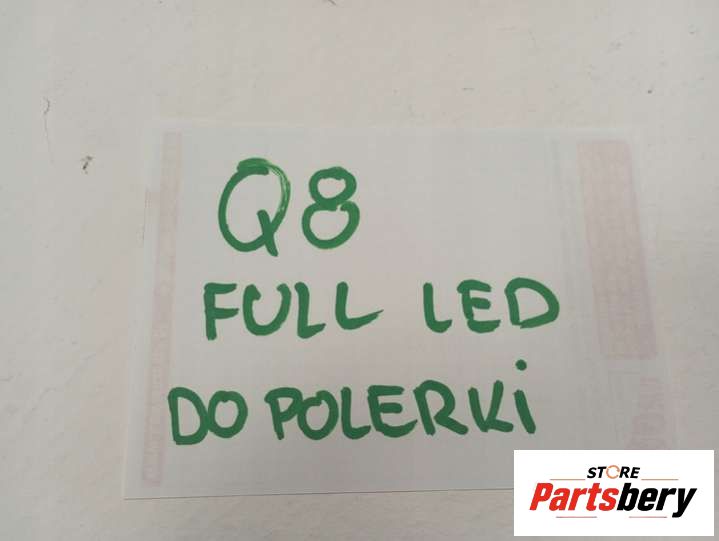 Q8
FULL LED
DO POLERKi
STORE
Partsbery